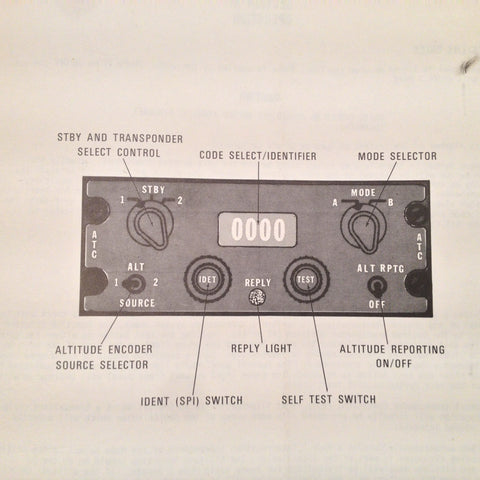 STBY AND TRANSPONDER
SELECT CONTROL
CODE SELECT/IDENTIFIER
MODE SELECTOR
STBY
1 2
MODE
A B
0000
ATC
ATC
ALT
1 2
SOURCE
IDET
REPLY
TEST
ALT RPTG
OFF
ALTITUDE ENCODER
SOURCE SELECTOR
REPLY LIGHT
ALTITUDE REPORTING
ON/OFF
IDENT (SPI) SWITCH
SELF TEST SWITCH